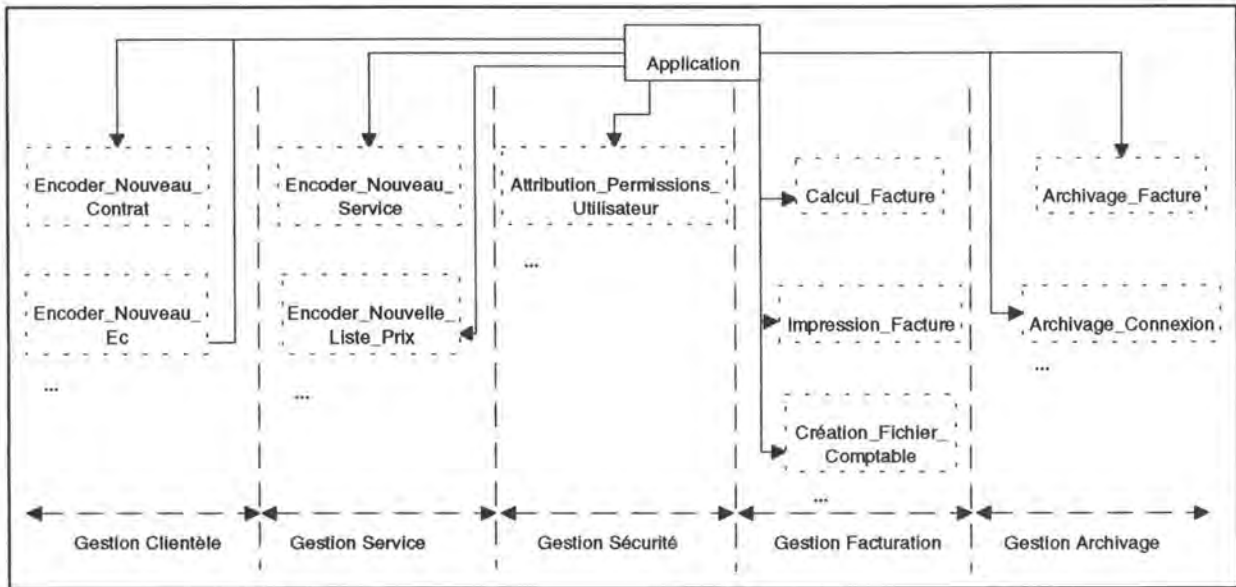 Application
Encoder_Nouveau_
Contrat
Encoder_Nouveau_
Service
Attribution_Permissions_
Utilisateur
Calcul_Facture
Archivage_Facture
...
Encoder_Nouveau_
Ec
Encoder_Nouvelle_
Liste_Prix
Impression_Facture
Archivage_Connexion
...
...
...
Création_Fichier_
Comptable
...
Gestion Clientèle
Gestion Service
Gestion Sécurité
Gestion Facturation
Gestion Archivage